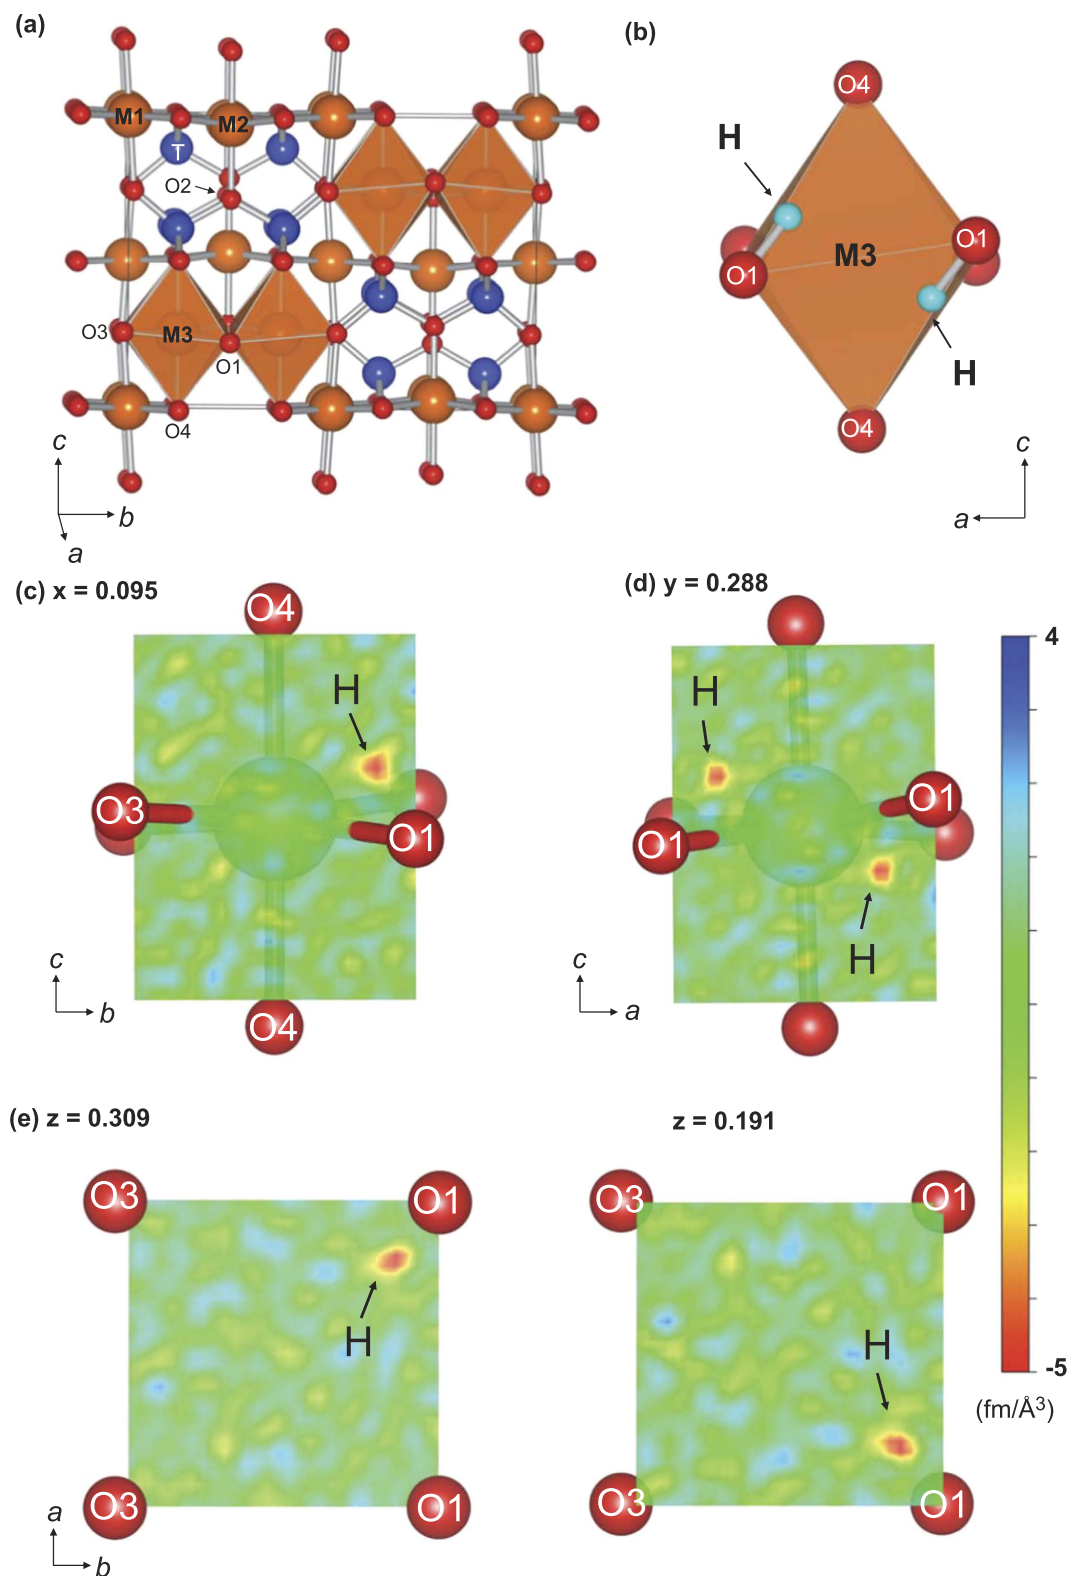 (a)
M1
M2
T
O2
O3
M3
O1
O4
c
b
a
(b)
O4
H
O1
M3
O1
H
O4
c
a
(c) x = 0.095
O4
H
O3
O1
O4
c
b
(d) y = 0.288
H
O1
O1
H
c
a
4
-5
(fm/Å³)
(e) z = 0.309
O3
O1
H
O3
O1
a
b
z = 0.191
O3
O1
H
O3
O1